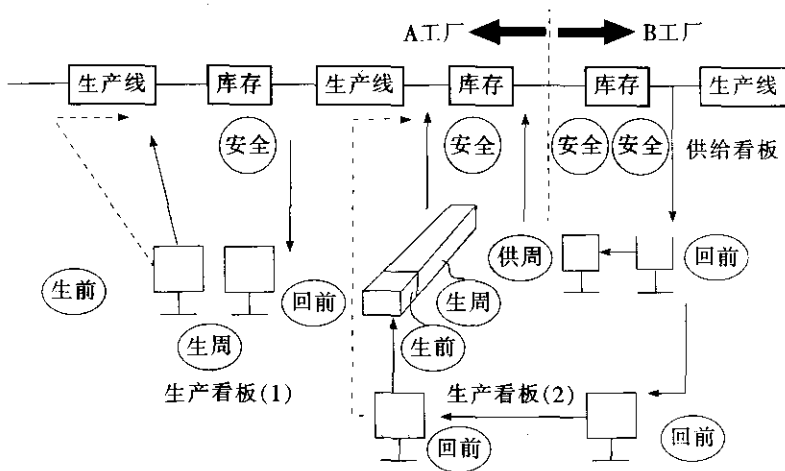 A工厂 B工厂
生产线 库存 生产线 库存 库存 生产线
安全 安全 安全 安全 供给看板
生前 回前 供周 回前
生周 生周
生前
生产看板(1) 生产看板(2)
回前 回前